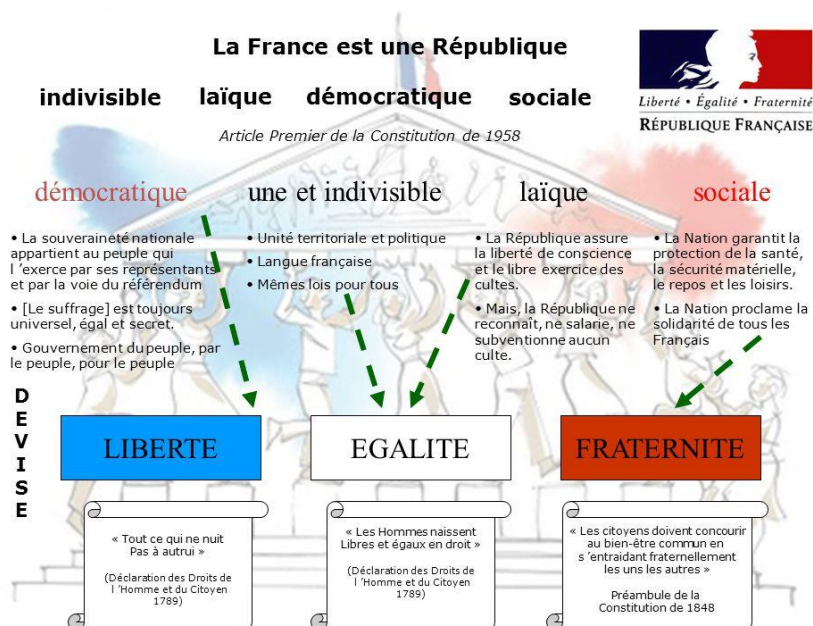 La France est une République
indivisible laïque démocratique sociale
Article Premier de la Constitution de 1958
Liberté • Égalité • Fraternité
RÉPUBLIQUE FRANÇAISE
démocratique
• La souveraineté nationale
appartient au peuple qui
l 'exerce par ses représentants
et par la voie du référendum
• [Le suffrage] est toujours
universel, égal et secret.
• Gouvernement du peuple, par
le peuple, pour le peuple
une et indivisible
• Unité territoriale et politique
• Langue française
• Mêmes lois pour tous
laïque
• La République assure
la liberté de conscience
et le libre exercice des
cultes.
• Mais, la République ne
reconnaît, ne salarie, ne
subventionne aucun
culte.
sociale
• La Nation garantit la
protection de la santé,
la sécurité matérielle,
le repos et les loisirs.
• La Nation proclame la
solidarité de tous les
Français
DEVISE
LIBERTE
EGALITE
FRATERNITE
« Tout ce qui ne nuit
Pas à autrui »
(Déclaration des Droits de
l 'Homme et du Citoyen
1789)
« Les Hommes naissent
Libres et égaux en droit »
(Déclaration des Droits de
l 'Homme et du Citoyen
1789)
« Les citoyens doivent concourir
au bien-être commun en
s 'entraidant fraternellement
les uns les autres »
Préambule de la
Constitution de 1848